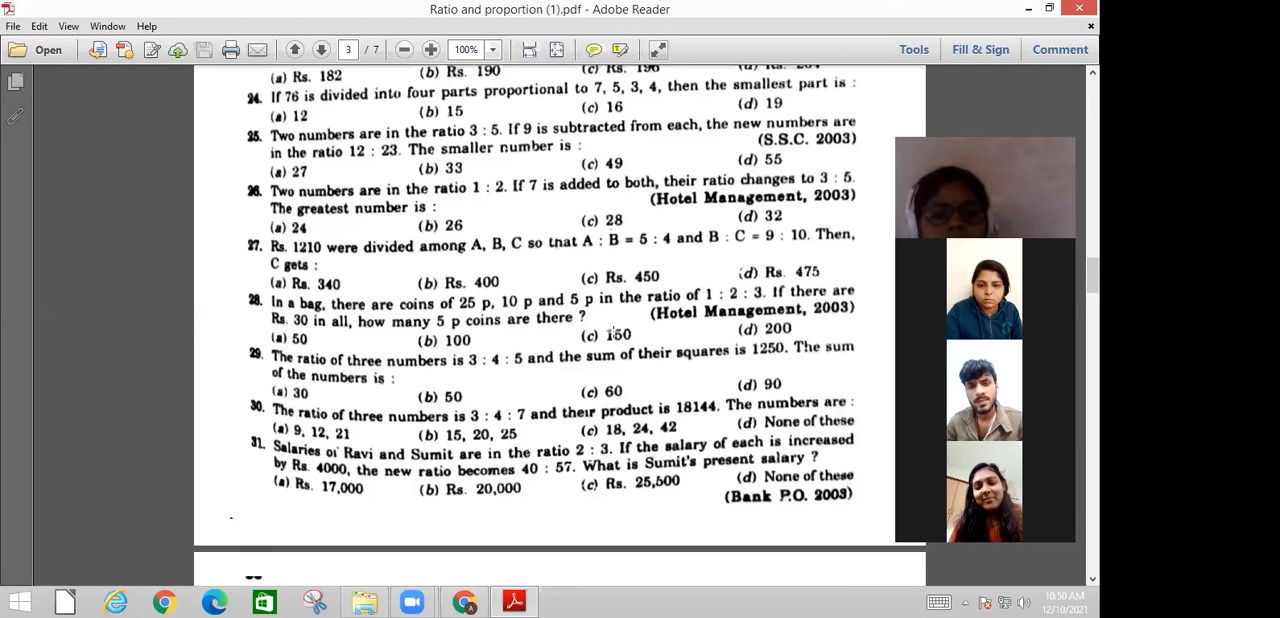 Ratio and proportion (1).pdf - Adobe Reader
File Edit View Window Help
Open 3 / 7 100% Tools Fill & Sign Comment
(a) Rs. 182 (b) Rs. 190 (c) Rs. 196
24. If 76 is divided into four parts proportional to 7, 5, 3, 4, then the smallest part is :
(a) 12 (b) 15 (c) 16 (d) 19
25. Two numbers are in the ratio 3 : 5. If 9 is subtracted from each, the new numbers are
in the ratio 12 : 23. The smaller number is : (S.S.C. 2003)
(a) 27 (b) 33 (c) 49 (d) 55
26. Two numbers are in the ratio 1 : 2. If 7 is added to both, their ratio changes to 3 : 5.
The greatest number is : (Hotel Management, 2003)
(a) 24 (b) 26 (c) 28 (d) 32
27. Rs. 1210 were divided among A, B, C so that A : B = 5 : 4 and B : C = 9 : 10. Then,
C gets :
(a) Rs. 340 (b) Rs. 400 (c) Rs. 450 (d) Rs. 475
28. In a bag, there are coins of 25 p, 10 p and 5 p in the ratio of 1 : 2 : 3. If there are
Rs. 30 in all, how many 5 p coins are there ? (Hotel Management, 2003)
(a) 50 (b) 100 (c) 150 (d) 200
29. The ratio of three numbers is 3 : 4 : 5 and the sum of their squares is 1250. The sum
of the numbers is :
(a) 30 (b) 50 (c) 60 (d) 90
30. The ratio of three numbers is 3 : 4 : 7 and their product is 18144. The numbers are :
(a) 9, 12, 21 (b) 15, 20, 25 (c) 18, 24, 42 (d) None of these
31. Salaries of Ravi and Sumit are in the ratio 2 : 3. If the salary of each is increased
by Rs. 4000, the new ratio becomes 40 : 57. What is Sumit's present salary ?
(a) Rs. 17,000 (b) Rs. 20,000 (c) Rs. 25,500 (d) None of these
(Bank P.O. 2003)
10:50 AM
12/10/2021